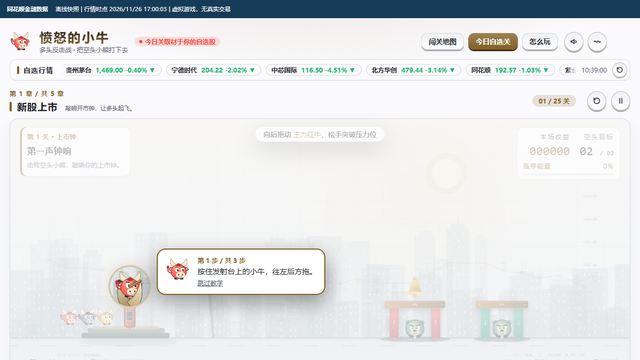 同花顺金融数据 离线快照 | 行情时点 2026/11/26 17:00:03 | 虚拟游戏、无真实交易
愤怒的小牛
多头反击战 · 把空头小熊打下去
今日关取材于你的自选股
闯关地图 今日自选关 怎么玩
自选行情 贵州茅台 1,469.00 -0.40% ▼ 宁德时代 204.22 -2.02% ▼ 中芯国际 116.50 -4.51% ▼ 北方华创 479.44 -3.14% ▼ 同花顺 192.57 -1.03% ▼ 10:39:00
第 1 章 / 共 5 章
新股上市 敲响开市钟，让多头起飞。
01 / 25 关
第 1 关 · 上市钟
第一声钟响
击败空头小熊，敲响你的上市钟。
向后拖动 主力红牛，松手突破压力位
本场收益 空头目标
000000 02 / 02
涨停能量 0%
第 1 步 / 共 3 步
按住发射台上的小牛，往左后方拖。
跳过教学